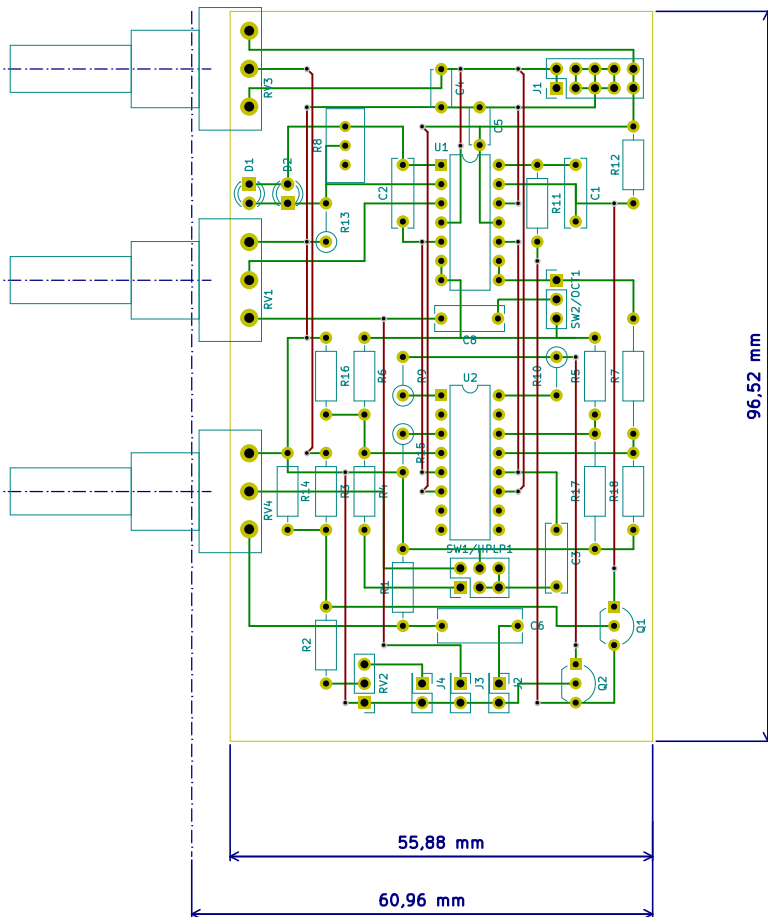 RV3
C4
J1
D1
D2
R8
U1
C5
R12
C2
R13
R11
C1
RV1
SW2/OCT1
C8
R16
R6
R9
U2
R10
R5
R7
R15
RV4
R14
R3
R4
R17
R18
SW1/HPLP1
C3
R1
R2
C6
Q1
RV2
J4
J3
J2
Q2
96,52 mm
55,88 mm
60,96 mm